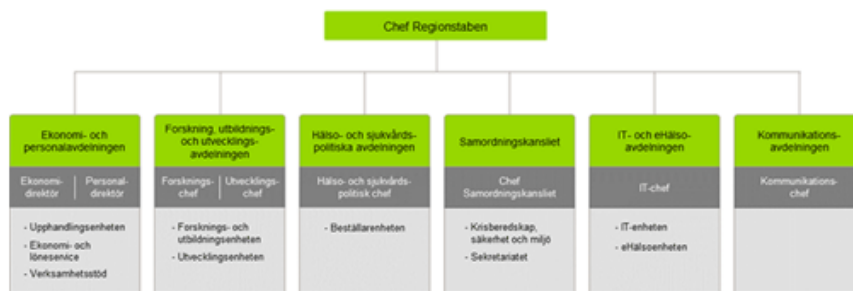 Chef Regionstaben
Ekonomi- och
personalavdelningen
Ekonomi-
direktör
Personal-
direktör
- Upphandlingsenheten
- Ekonomi- och
löneservice
- Verksamhetsstöd
Forskning, utbildnings-
och utvecklings-
avdelningen
Forsknings-
chef
Utvecklings-
chef
- Forsknings- och
utbildningsenheten
- Utvecklingsenheten
Hälso- och sjukvårds-
politiska avdelningen
Hälso- och sjukvårds-
politisk chef
- Beställarenheten
Samordningskansliet
Chef
Samordningskansliet
- Krisberedskap,
säkerhet och miljö
- Sekretariatet
IT- och eHälso-
avdelningen
IT-chef
- IT-enheten
- eHälsoenheten
Kommunikations-
avdelningen
Kommunikations-
chef